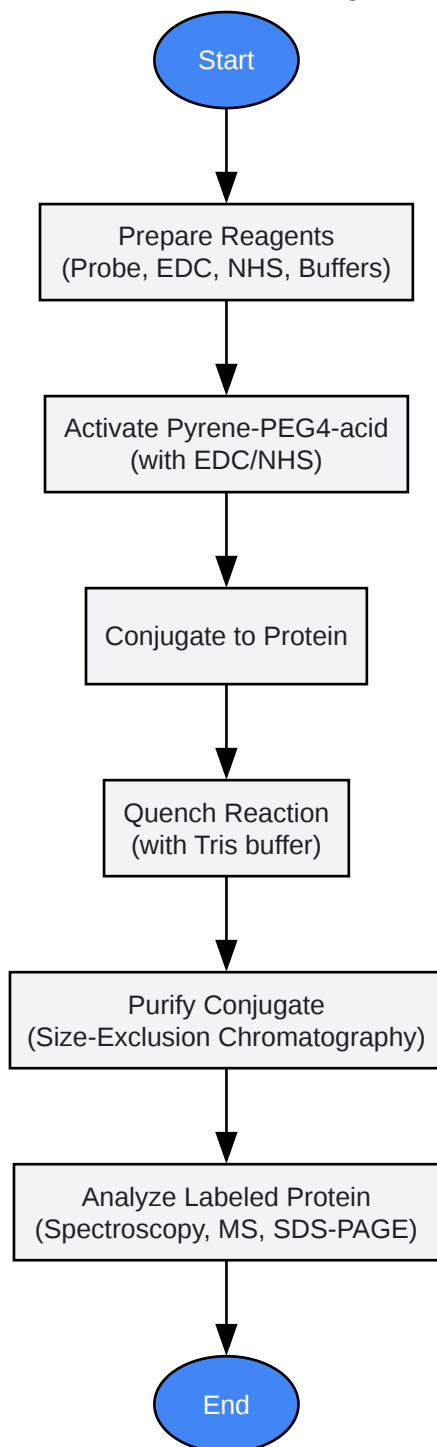 Start
Prepare Reagents
(Probe, EDC, NHS, Buffers)
Activate Pyrene-PEG4-acid
(with EDC/NHS)
Conjugate to Protein
Quench Reaction
(with Tris buffer)
Purify Conjugate
(Size-Exclusion Chromatography)
Analyze Labeled Protein
(Spectroscopy, MS, SDS-PAGE)
End